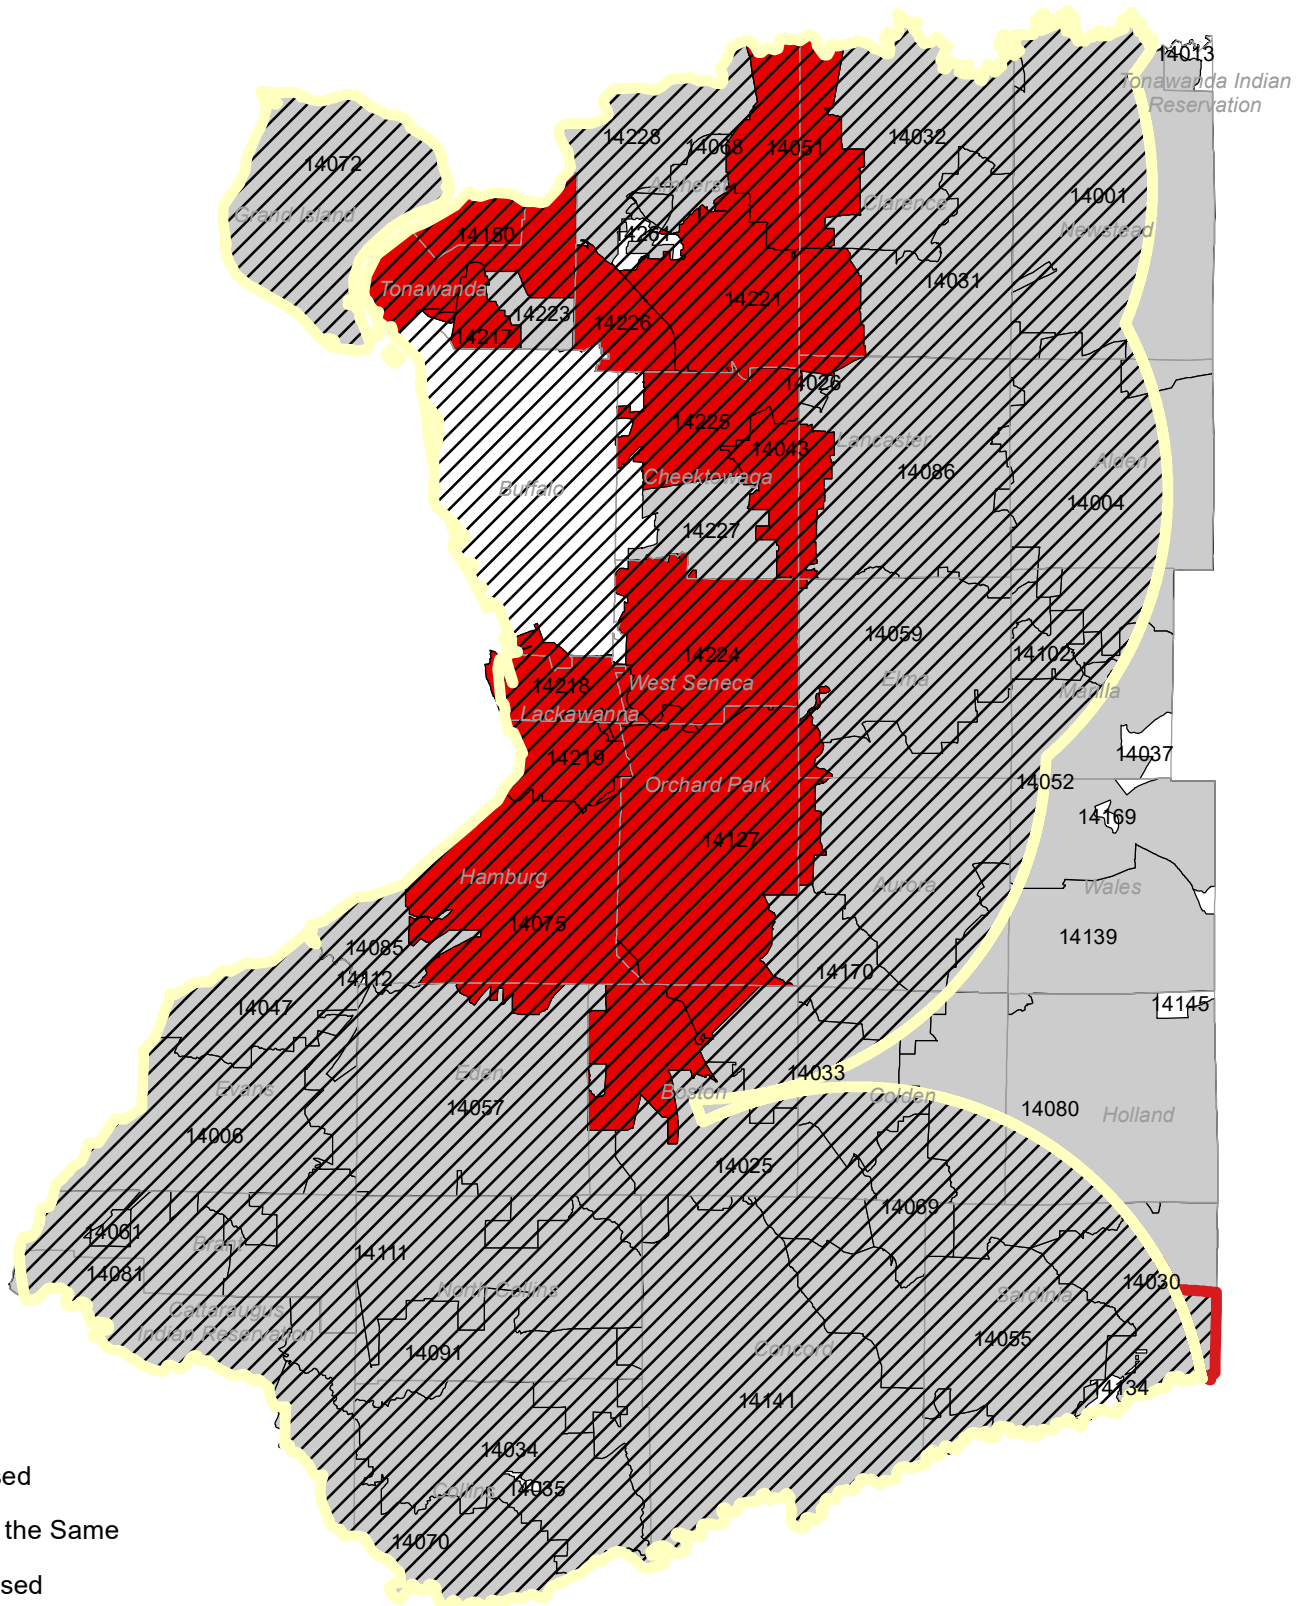 14013
Tonawanda Indian
Reservation
14228
14068
14051
14032
14072
Amherst
14001
Grand Island
Clarence
Newstead
14150
14261
14031
Tonawanda
14221
14223
14226
14217
14026
14225
14043
Lancaster
Alden
14086
Cheektowaga
Buffalo
14004
14227
14059
14224
14102
West Seneca
Elma
14218
Marilla
Lackawanna
14219
14037
Orchard Park
14052
14169
14127
Hamburg
Aurora
Wales
14075
14139
14085
14170
14112
14047
14145
Eden
14033
Evans
Boston
Colden
14057
14080
Holland
14006
14025
14069
14061
Brant
14111
14081
14030
North Collins
Sardinia
Cattaraugus
Indian Reservation
14055
14091
Concord
14134
14141
14034
sed
Collins
14035
the Same
14070
sed